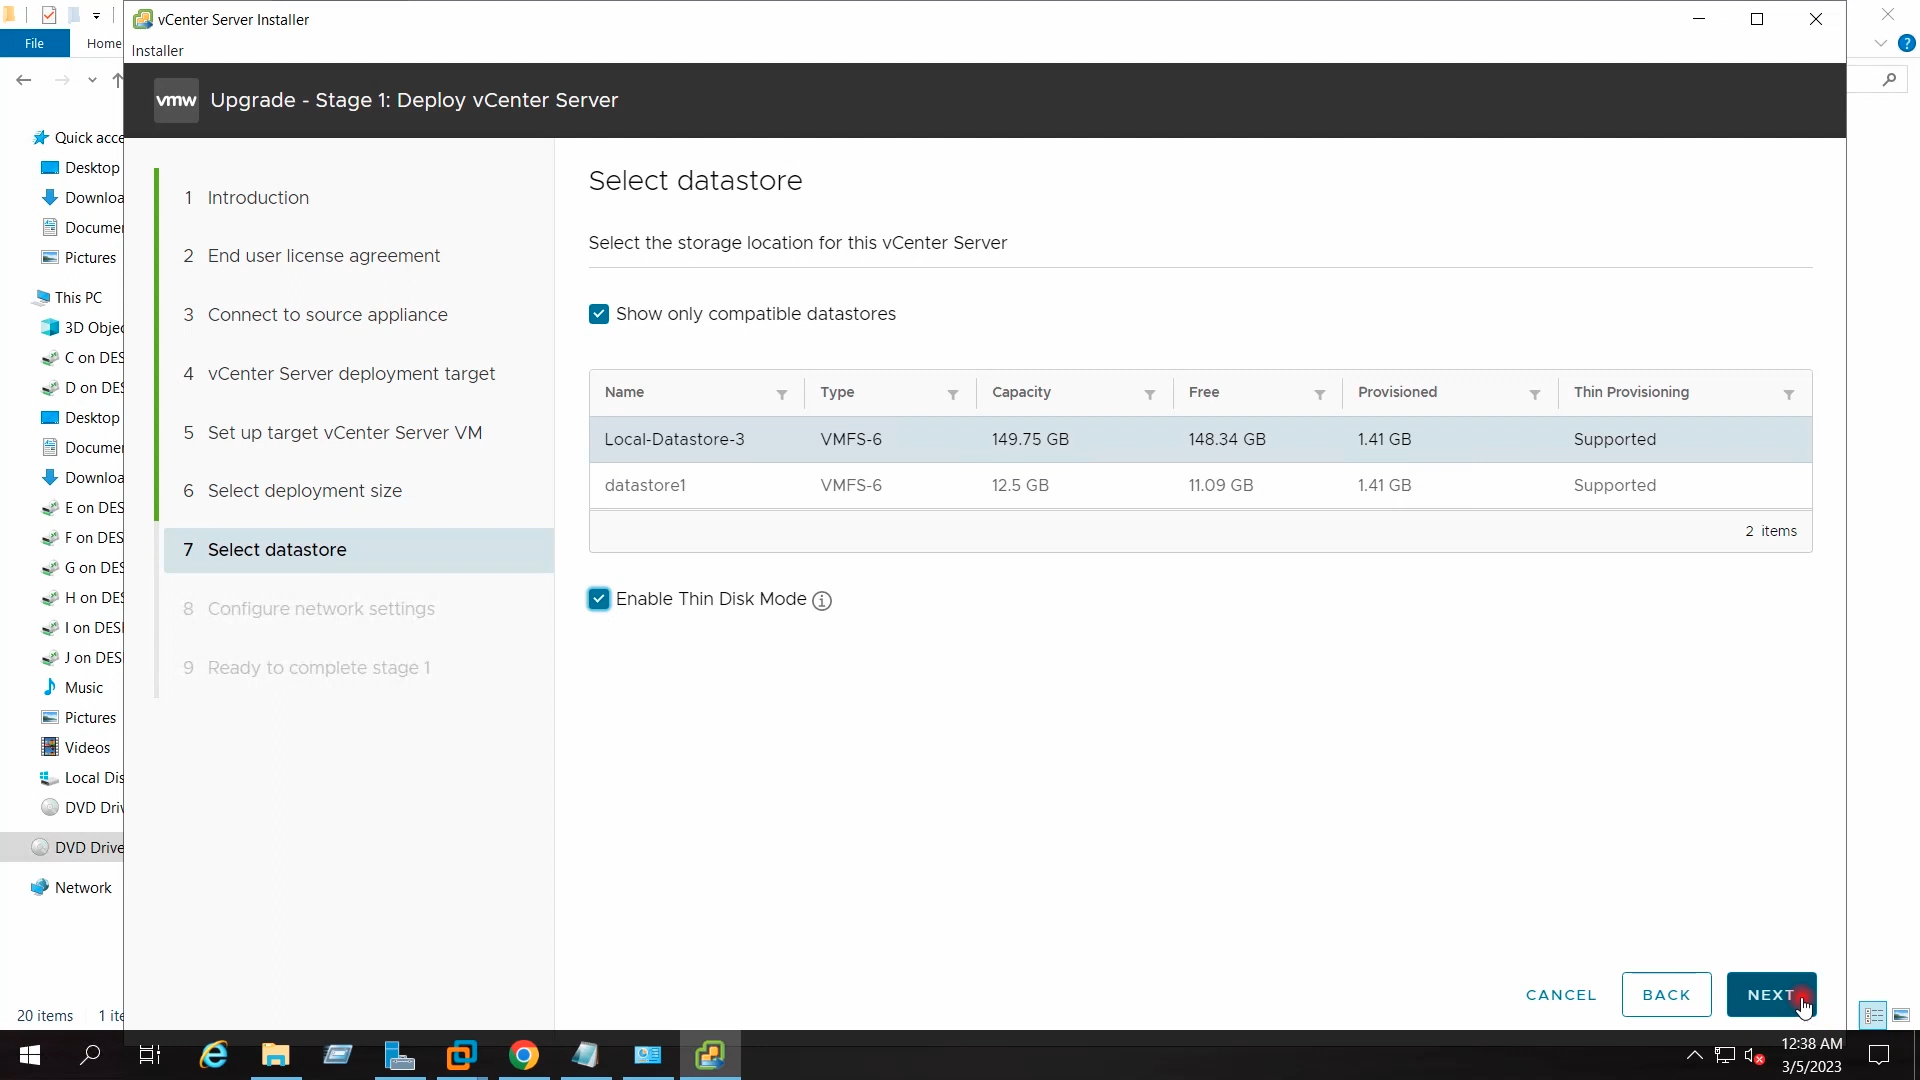 vCenter Server Installer
File
Home
Installer
vmw Upgrade - Stage 1: Deploy vCenter Server
Quick acce
Desktop
Downloa
Documen
Pictures
This PC
3D Objec
C on DES
D on DES
Desktop
Documen
Downloa
E on DES
F on DES
G on DES
H on DES
I on DES
J on DES
Music
Pictures
Videos
Local Dis
DVD Driv
DVD Drive
Network
20 items 1 ite
1 Introduction
2 End user license agreement
3 Connect to source appliance
4 vCenter Server deployment target
5 Set up target vCenter Server VM
6 Select deployment size
7 Select datastore
8 Configure network settings
9 Ready to complete stage 1
Select datastore
Select the storage location for this vCenter Server
Show only compatible datastores
Name Type Capacity Free Provisioned Thin Provisioning
Local-Datastore-3 VMFS-6 149.75 GB 148.34 GB 1.41 GB Supported
datastore1 VMFS-6 12.5 GB 11.09 GB 1.41 GB Supported
2 items
Enable Thin Disk Mode
CANCEL BACK NEXT
12:38 AM
3/5/2023